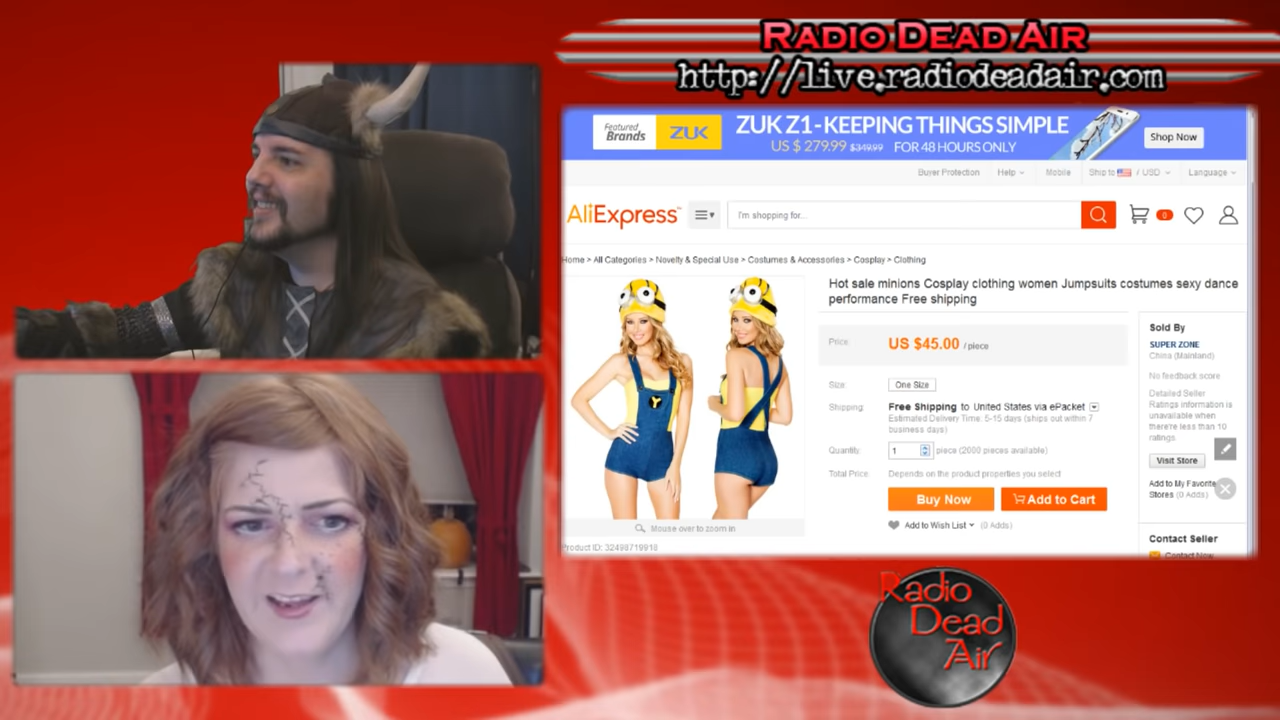 Radio Dead Air
http://live.radiodeadair.com
Featured Brands
ZUK
ZUK Z1-KEEPING THINGS SIMPLE
US $ 279.99 $349.99 FOR 48 HOURS ONLY
Shop Now
Buyer Protection Help Mobile Ship to / USD Language
AliExpress
I'm shopping for...
0
Home > All Categories > Novelty & Special Use > Costumes & Accessories > Cosplay > Clothing
Hot sale minions Cosplay clothing women Jumpsuits costumes sexy dance
performance Free shipping
Price: US $45.00 / piece
Size: One Size
Shipping: Free Shipping to United States via ePacket
Estimated Delivery Time: 5-15 days (ships out within 7
business days)
Quantity: 1 piece (2000 pieces available)
Total Price: Depends on the product properties you select
Buy Now
Add to Cart
Add to Wish List (0 Adds)
Mouse over to zoom in
Product ID: 32498719918
Sold By
SUPER ZONE
China (Mainland)
No feedback score
Detailed Seller
Ratings information is
unavailable when
there're less than 10
ratings.
Visit Store
Add to My Favorite
Stores (0 Adds)
Contact Seller
Contact Now
Radio
Dead
Air